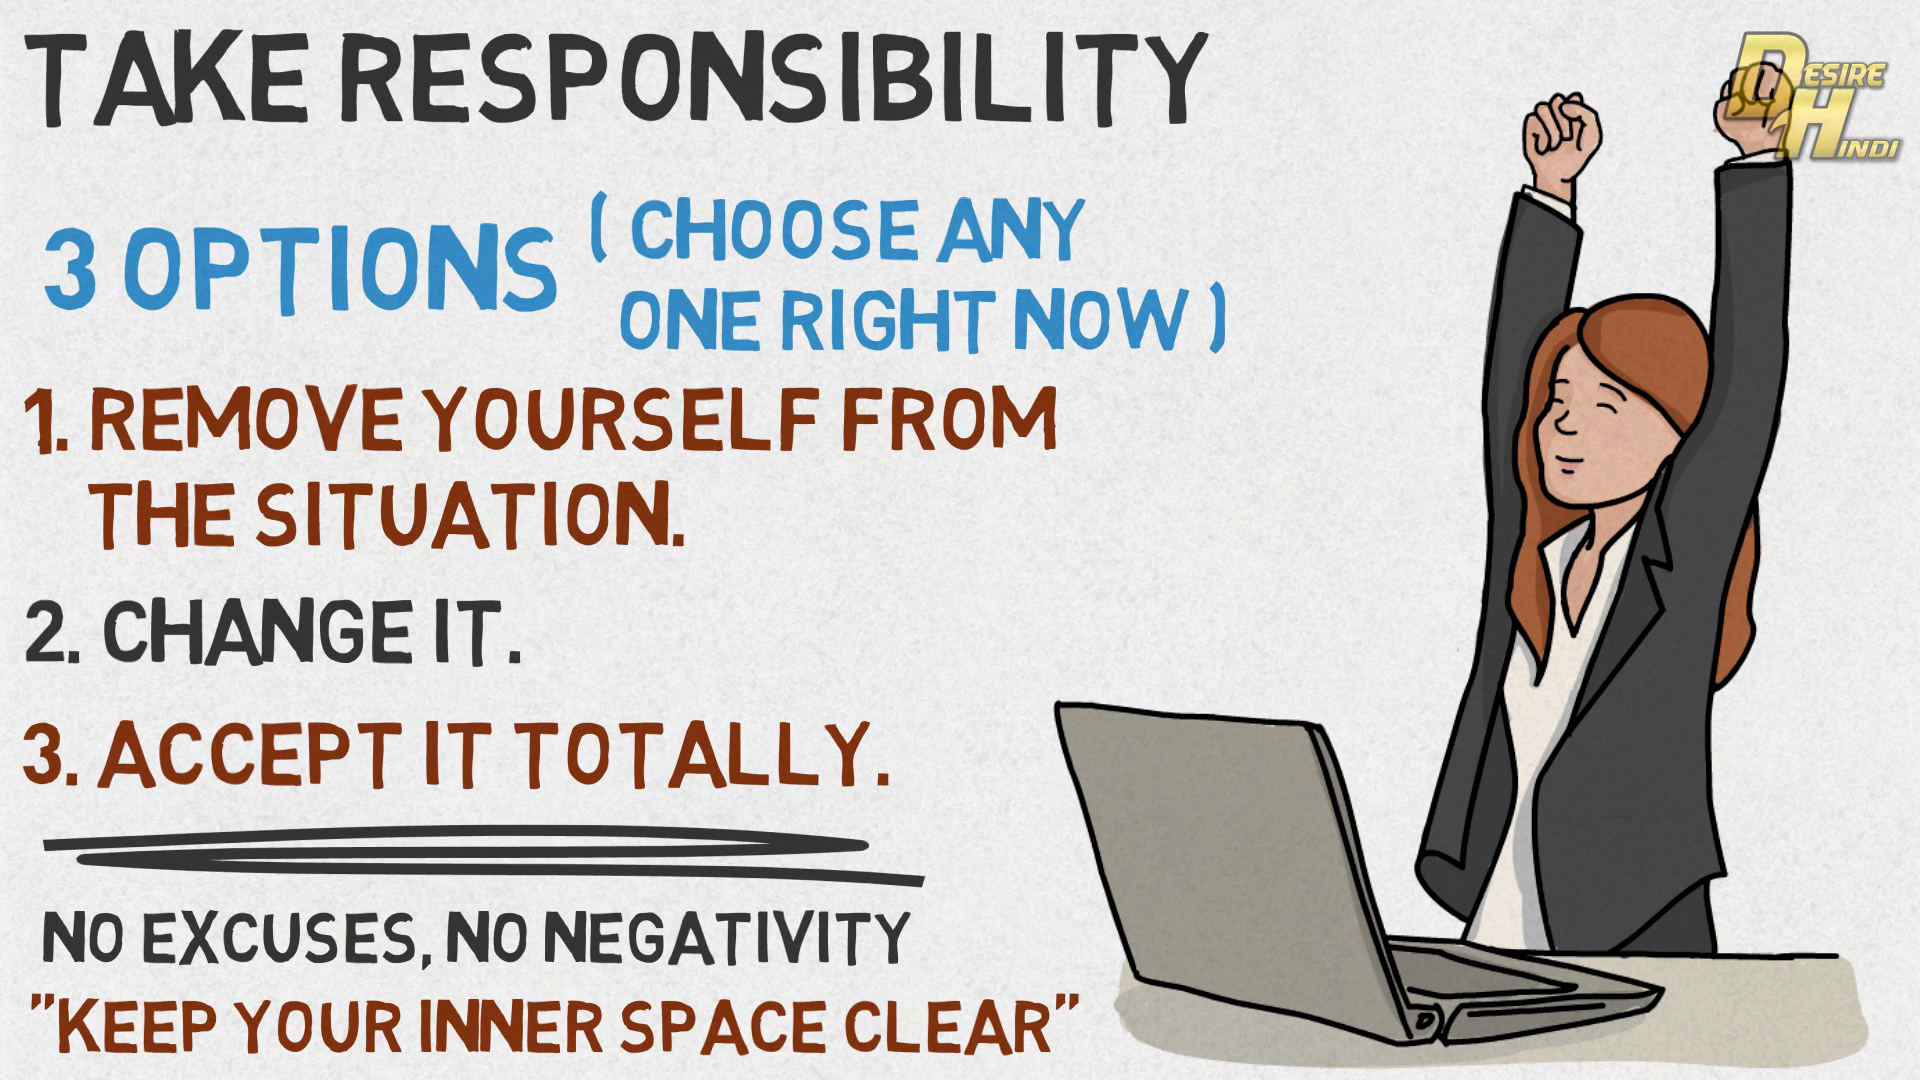 TAKE RESPONSIBILITY
3 OPTIONS ( CHOOSE ANY
ONE RIGHT NOW )
1. REMOVE YOURSELF FROM
THE SITUATION.
2. CHANGE IT.
3. ACCEPT IT TOTALLY.
NO EXCUSES, NO NEGATIVITY
"KEEP YOUR INNER SPACE CLEAR"
DESIRE
HINDI